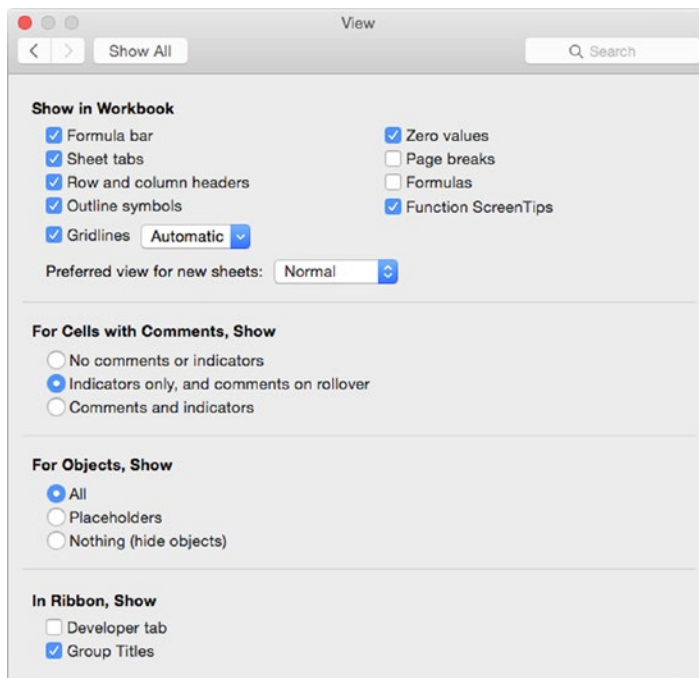 View
Show All
Search
Show in Workbook
Formula bar
Zero values
Sheet tabs
Page breaks
Row and column headers
Formulas
Outline symbols
Function ScreenTips
Gridlines Automatic
Preferred view for new sheets: Normal
For Cells with Comments, Show
No comments or indicators
Indicators only, and comments on rollover
Comments and indicators
For Objects, Show
All
Placeholders
Nothing (hide objects)
In Ribbon, Show
Developer tab
Group Titles